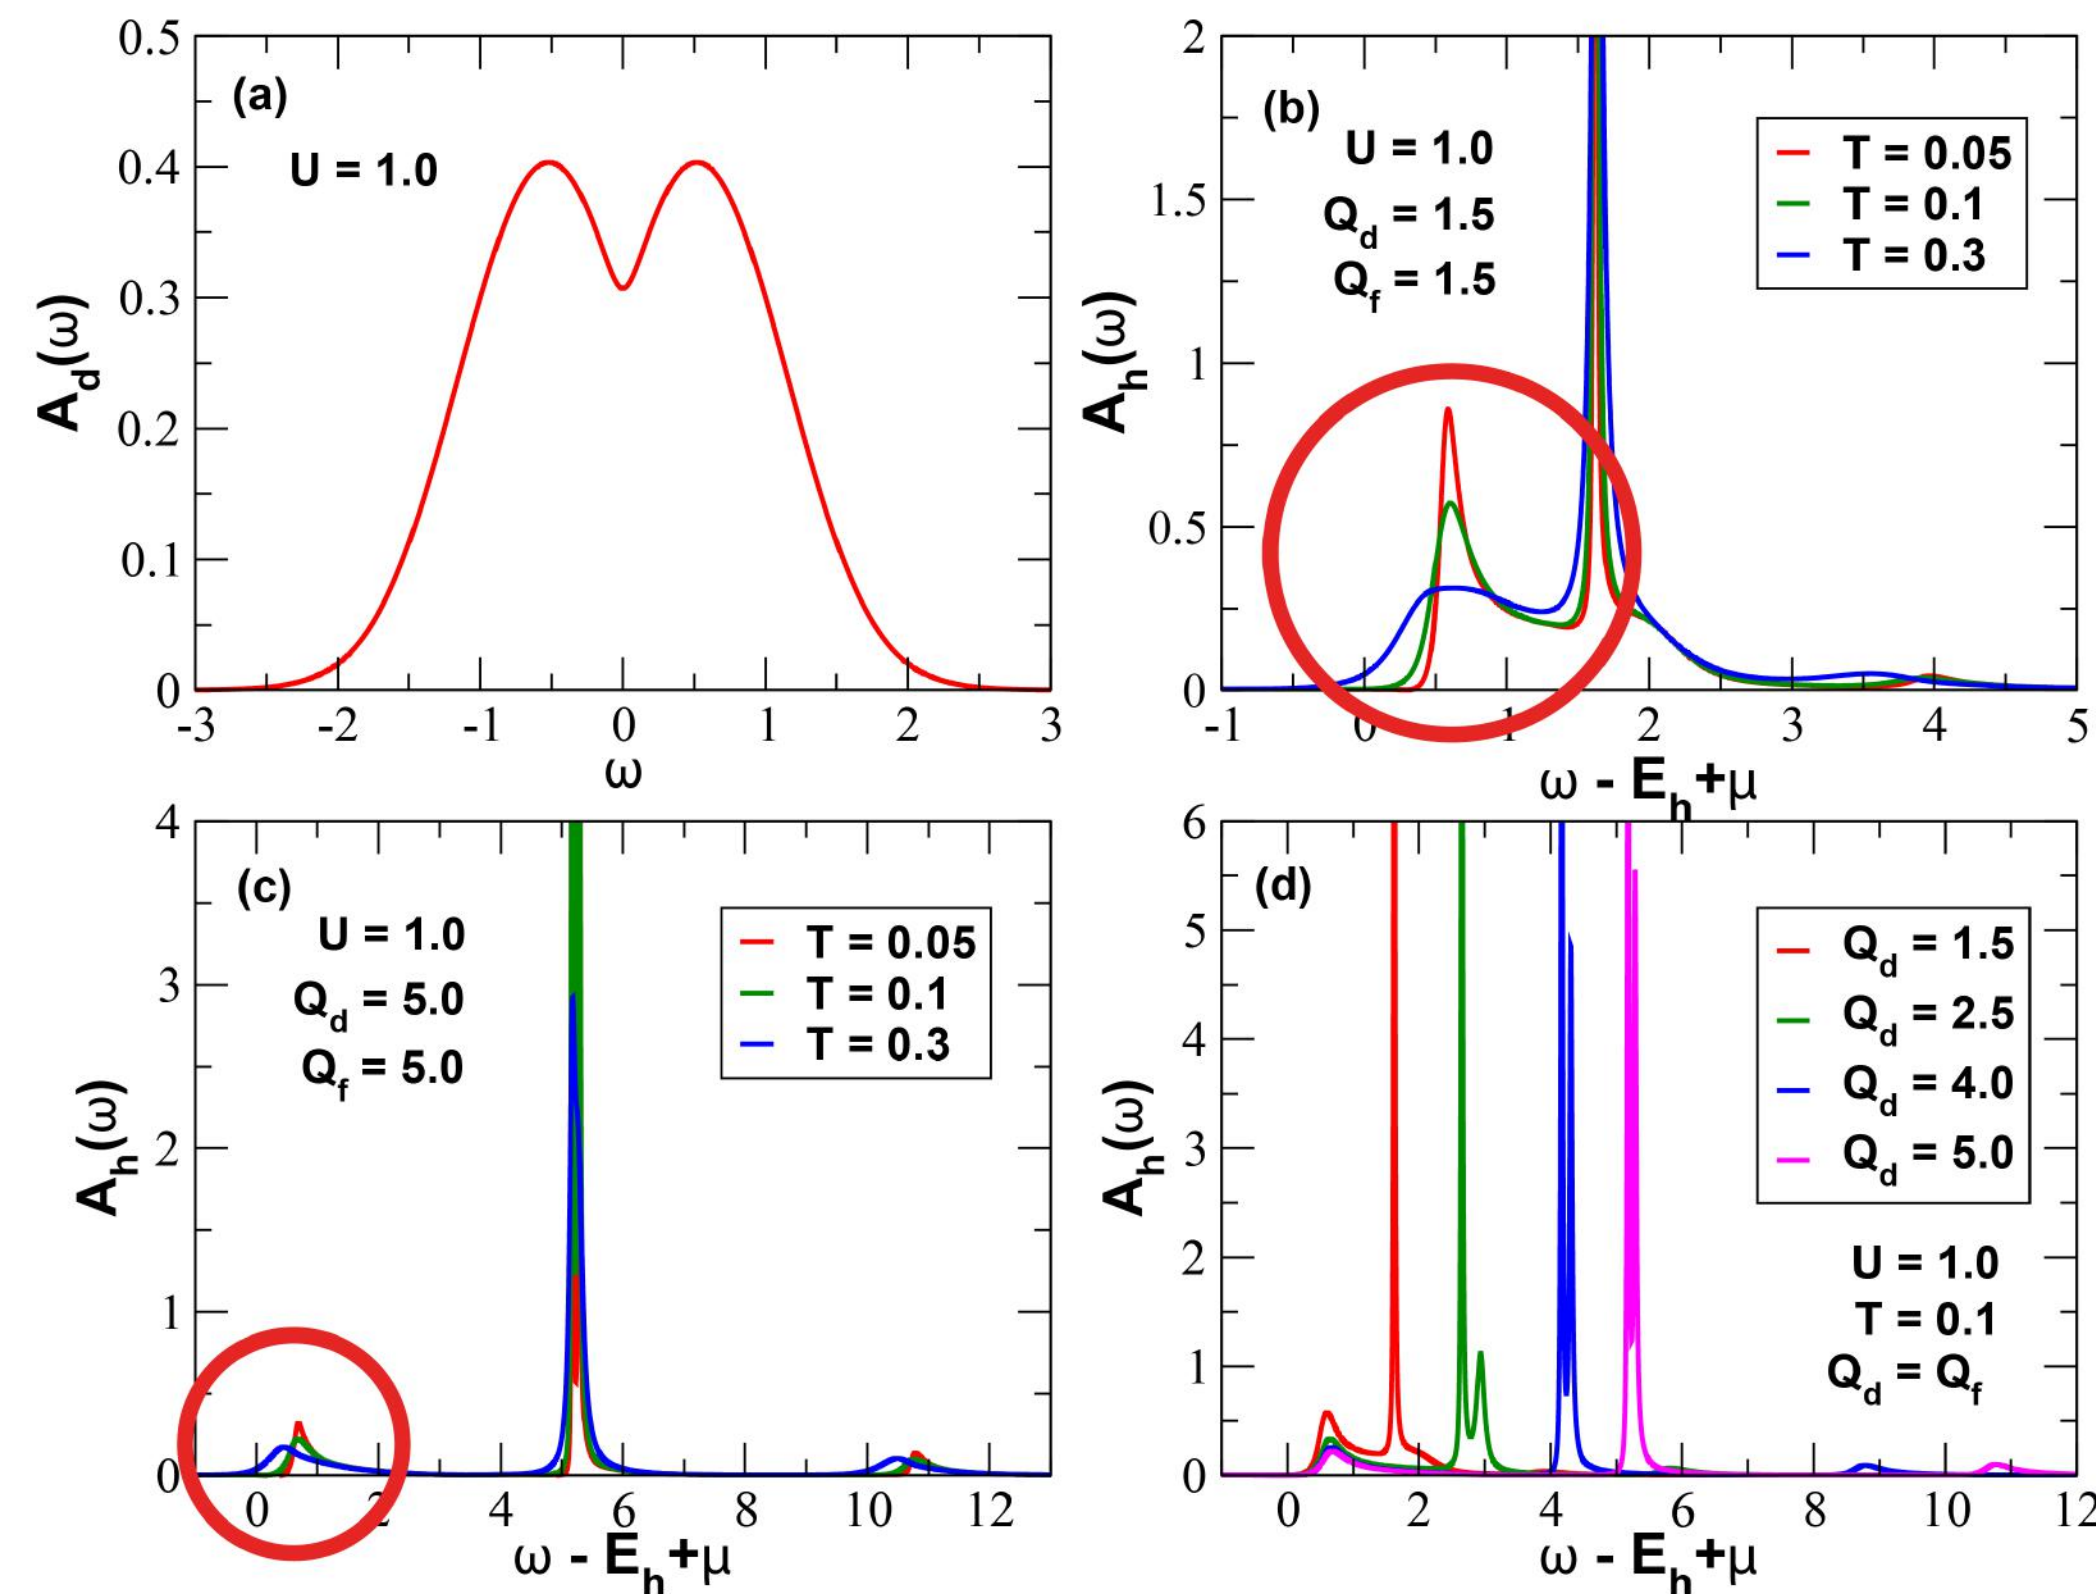 (a)
U = 1.0
A_d(ω)
0.5
0.4
0.3
0.2
0.1
0
-3 -2 -1 0 1 2 3
ω
(b)
U = 1.0
Q_d = 1.5
Q_f = 1.5
T = 0.05
T = 0.1
T = 0.3
A_h(ω)
2
1.5
1
0.5
0
-1 0 1 2 3 4 5
ω - E_h+μ
(c)
U = 1.0
Q_d = 5.0
Q_f = 5.0
T = 0.05
T = 0.1
T = 0.3
A_h(ω)
4
3
2
1
0
0 2 4 6 8 10 12
ω - E_h+μ
(d)
Q_d = 1.5
Q_d = 2.5
Q_d = 4.0
Q_d = 5.0
U = 1.0
T = 0.1
Q_d = Q_f
A_h(ω)
6
5
4
3
2
1
0
0 2 4 6 8 10 12
ω - E_h+μ